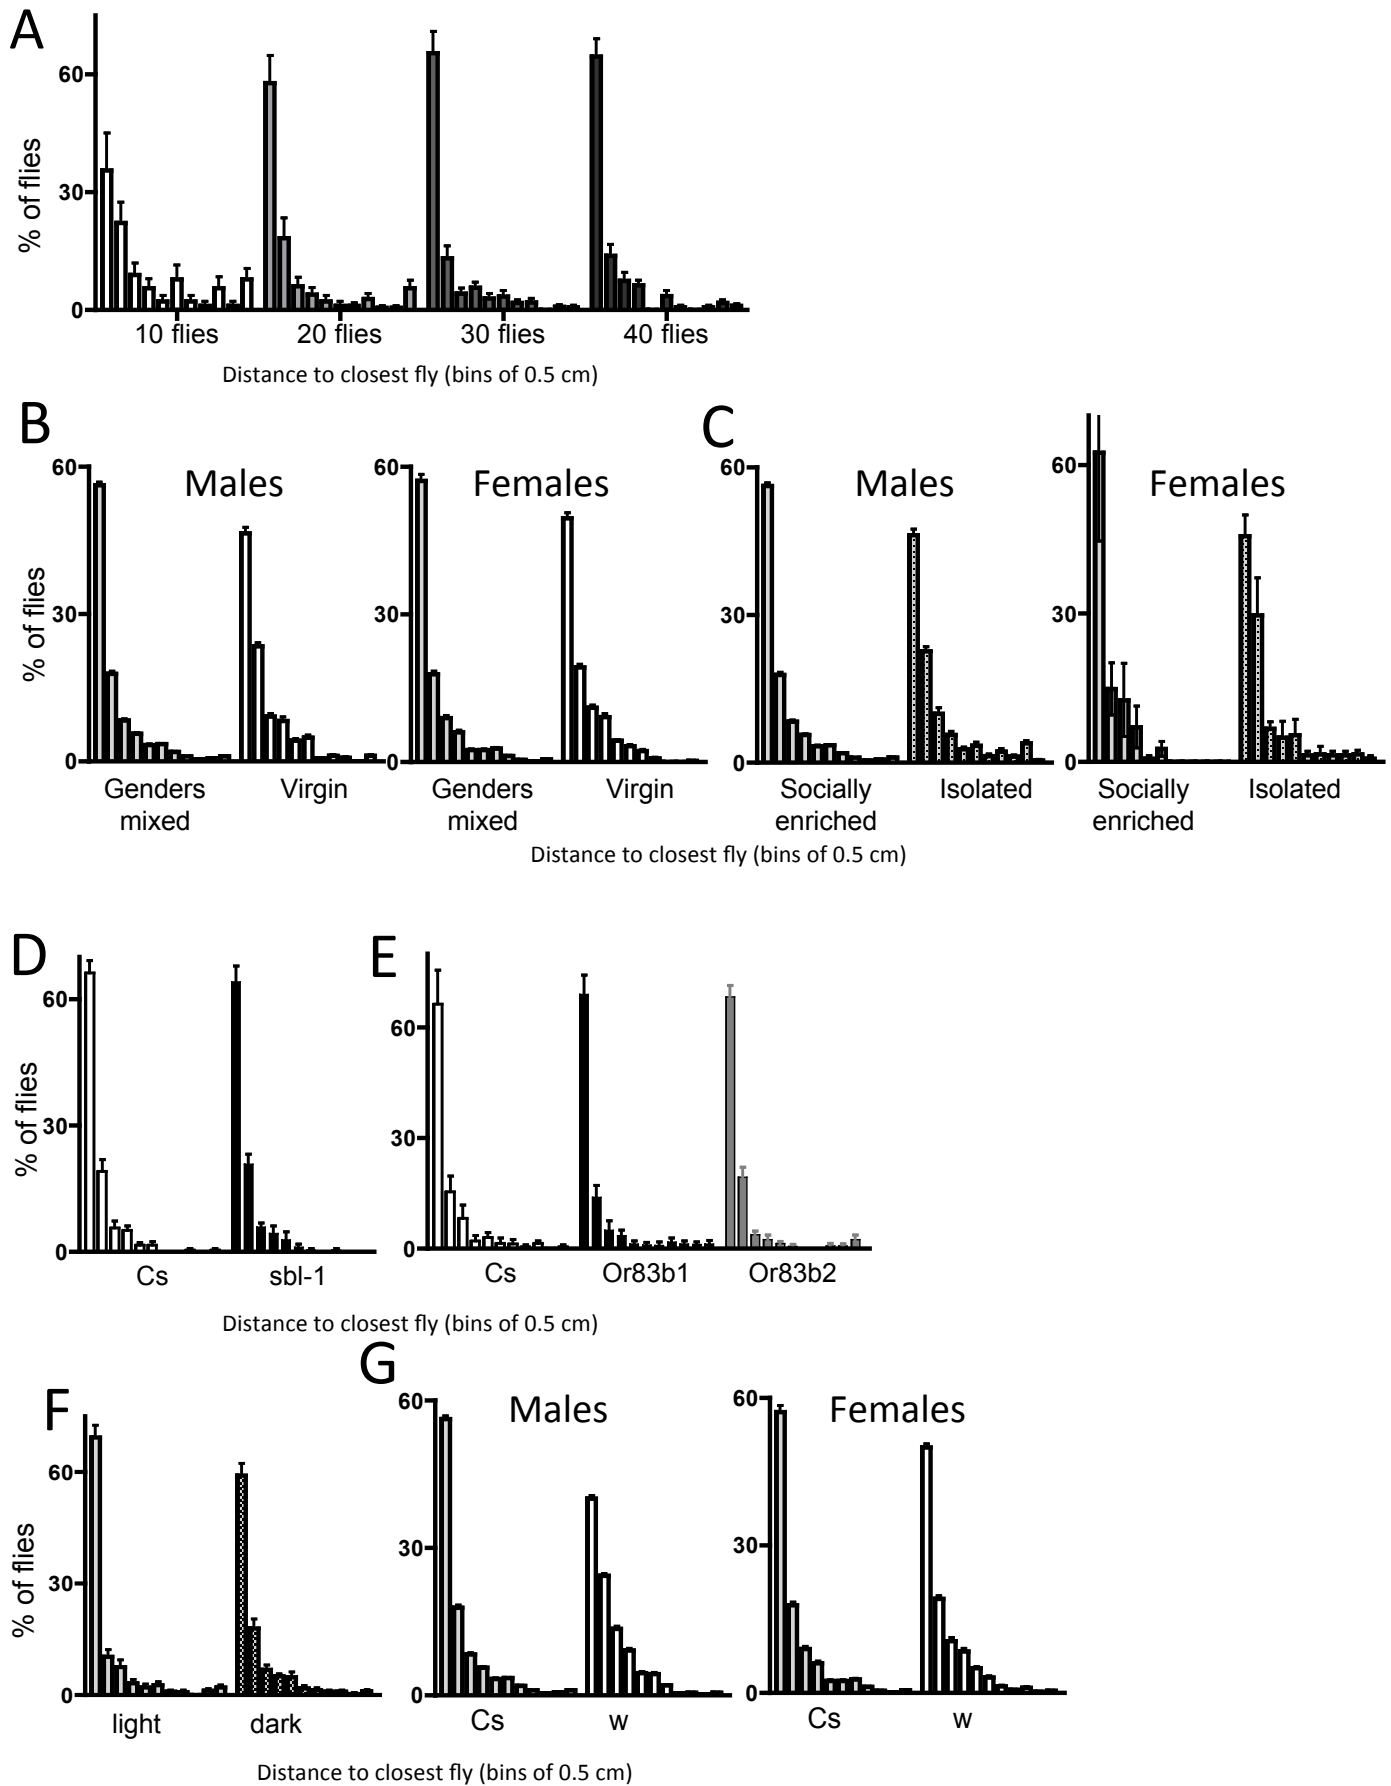 A
% of flies
60
30
0
10 flies 20 flies 30 flies 40 flies
Distance to closest fly (bins of 0.5 cm)
B
% of flies
60
30
0
Males
Genders mixed
Virgin
60
30
0
Females
Genders mixed
Virgin
C
60
30
0
Males
Socially enriched
Isolated
60
30
0
Females
Socially enriched
Isolated
Distance to closest fly (bins of 0.5 cm)
D
% of flies
60
30
0
Cs sbl-1
E
60
30
0
Cs Or83b1 Or83b2
Distance to closest fly (bins of 0.5 cm)
F
% of flies
60
30
0
light dark
G
60
30
0
Males
Cs w
60
30
0
Females
Cs w
Distance to closest fly (bins of 0.5 cm)